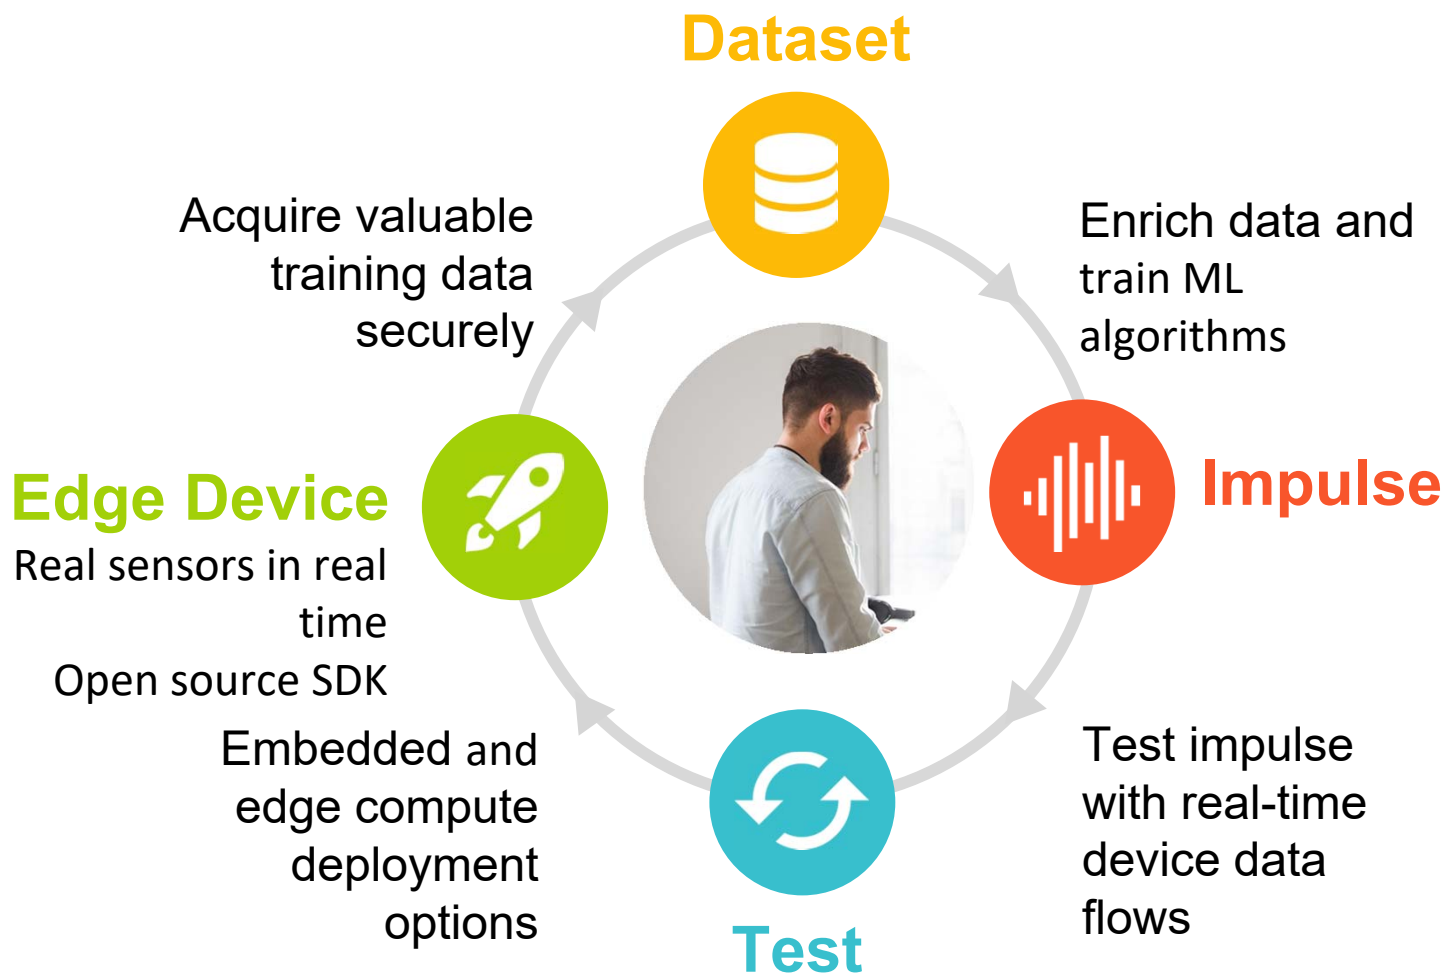 Dataset
Acquire valuable
training data
securely
Enrich data and
train ML
algorithms
Edge Device
Real sensors in real
time
Open source SDK
Impulse
Embedded and
edge compute
deployment
options
Test impulse
with real-time
device data
flows
Test